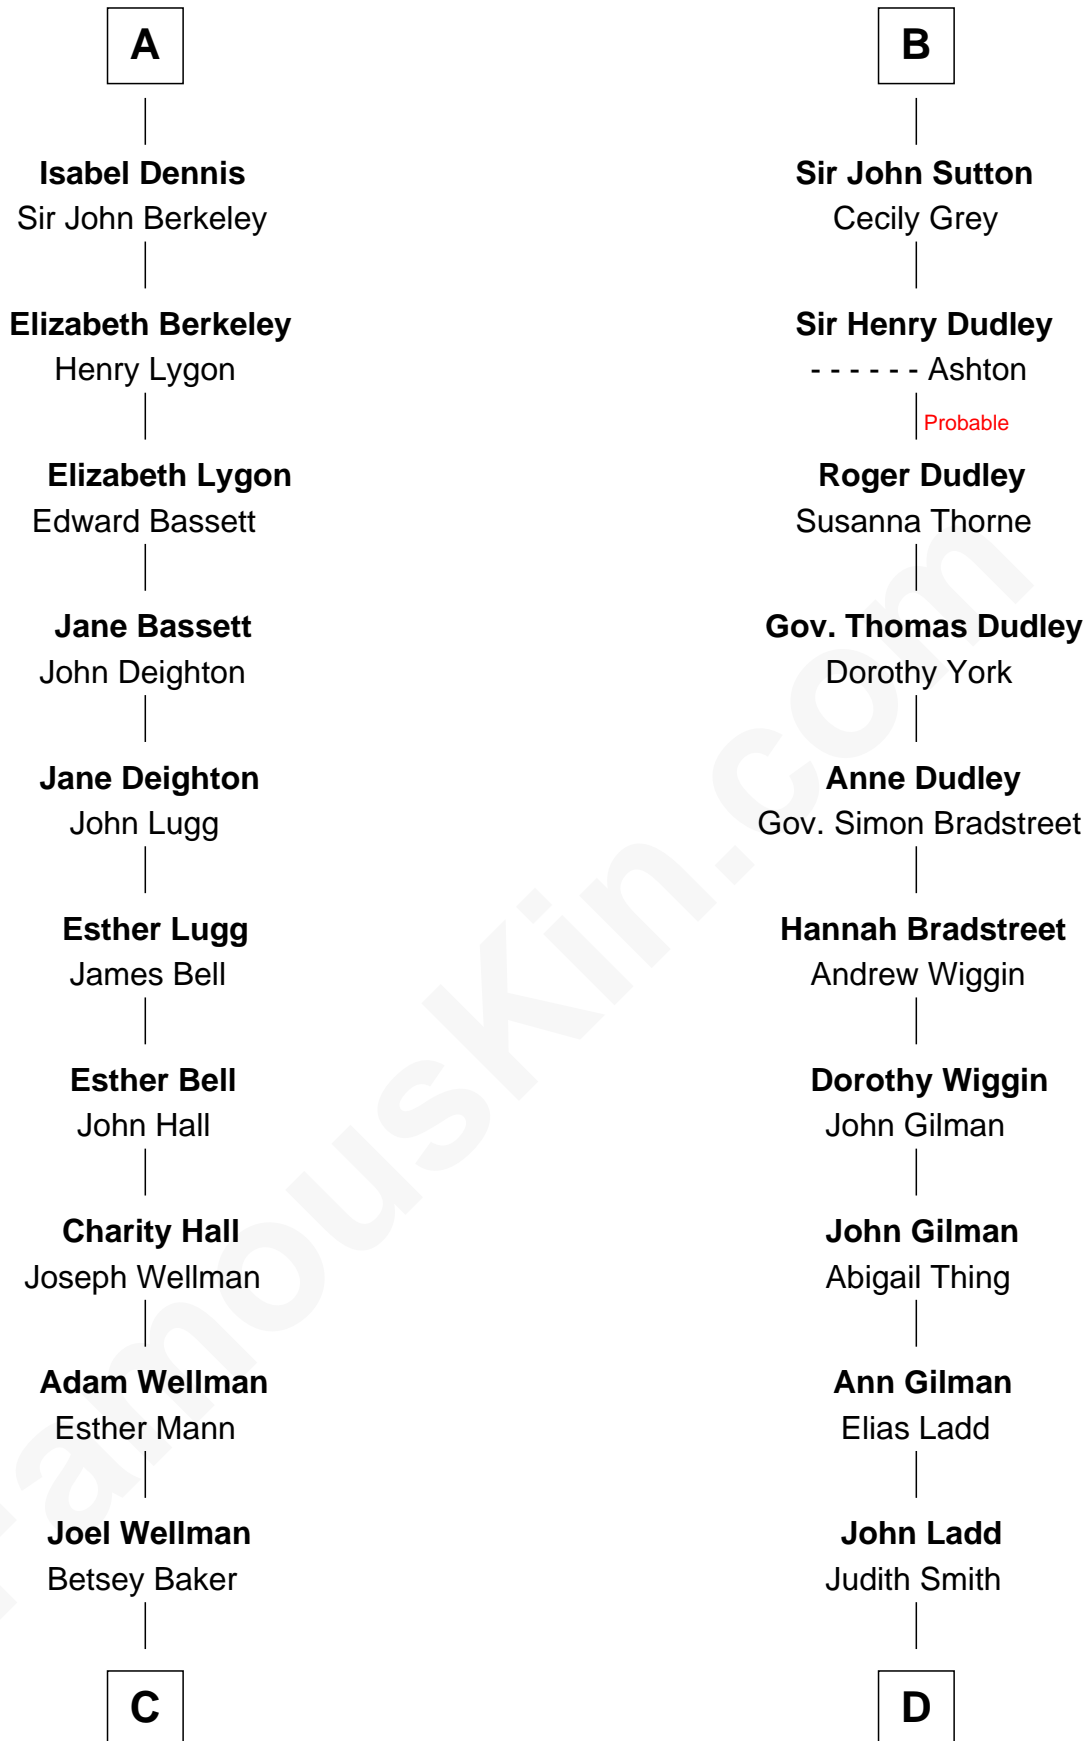 A
Isabel Dennis
Sir John Berkeley
Elizabeth Berkeley
Henry Lygon
Elizabeth Lygon
Edward Bassett
Jane Bassett
John Deighton
Jane Deighton
John Lugg
Esther Lugg
James Bell
Esther Bell
John Hall
Charity Hall
Joseph Wellman
Adam Wellman
Esther Mann
Joel Wellman
Betsey Baker
C
B
Sir John Sutton
Cecily Grey
Sir Henry Dudley
- - - - - - Ashton
Probable
Roger Dudley
Susanna Thorne
Gov. Thomas Dudley
Dorothy York
Anne Dudley
Gov. Simon Bradstreet
Hannah Bradstreet
Andrew Wiggin
Dorothy Wiggin
John Gilman
John Gilman
Abigail Thing
Ann Gilman
Elias Ladd
John Ladd
Judith Smith
D
FamousKin.com